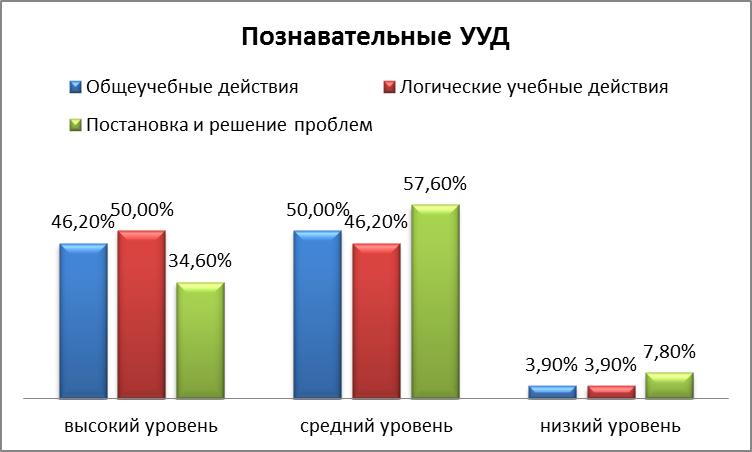 Познавательные УУД
Общеучебные действия
Логические учебные действия
Постановка и решение проблем
46,20%
50,00%
34,60%
50,00%
46,20%
57,60%
3,90%
3,90%
7,80%
высокий уровень
средний уровень
низкий уровень